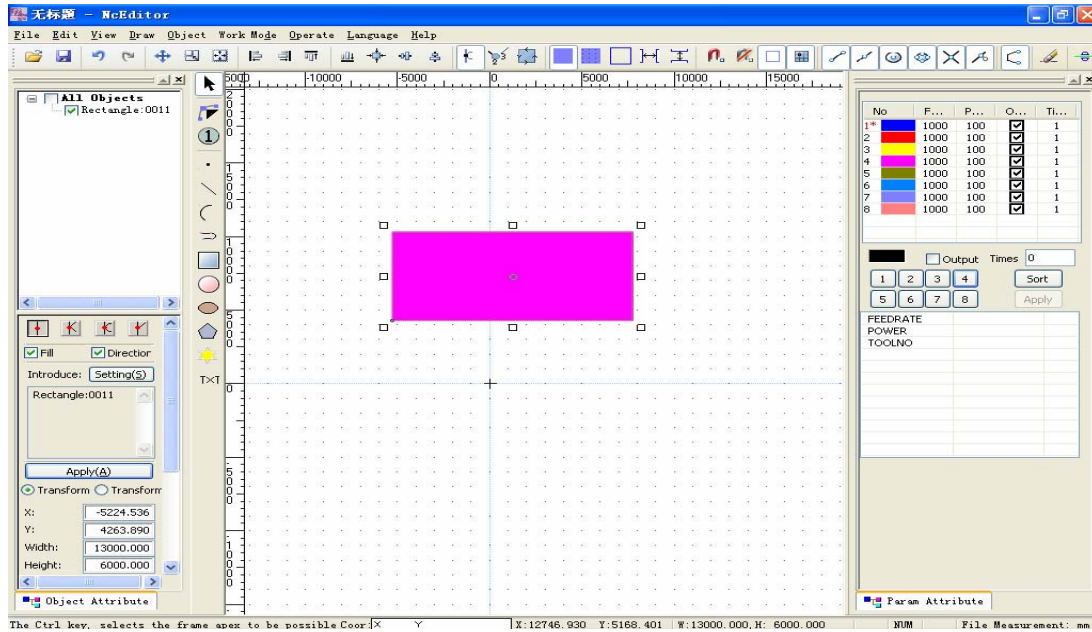 无标题 - NcEditor
File Edit View Draw Object Work Mode Operate Language Help
All Objects
Rectangle:0011
Fill Direction
Introduce: Setting(S)
Rectangle:0011
Apply(A)
Transform Transform
X: -5224.536
Y: 4263.890
Width: 13000.000
Height: 6000.000
Object Attribute
1
T×T
-10000 -5000 0 5000 10000 15000
No F... P... O... Ti...
1* 1000 100 1
2 1000 100 1
3 1000 100 1
4 1000 100 1
5 1000 100 1
6 1000 100 1
7 1000 100 1
8 1000 100 1
Output Times 0
1 2 3 4 Sort
5 6 7 8 Apply
FEEDRATE
POWER
TOOLNO
Param Attribute
The Ctrl key, selects the frame apex to be possible Coor: X Y X:12746.930 Y:5168.401 W:13000.000,H: 6000.000 NUM File Measurement: mm